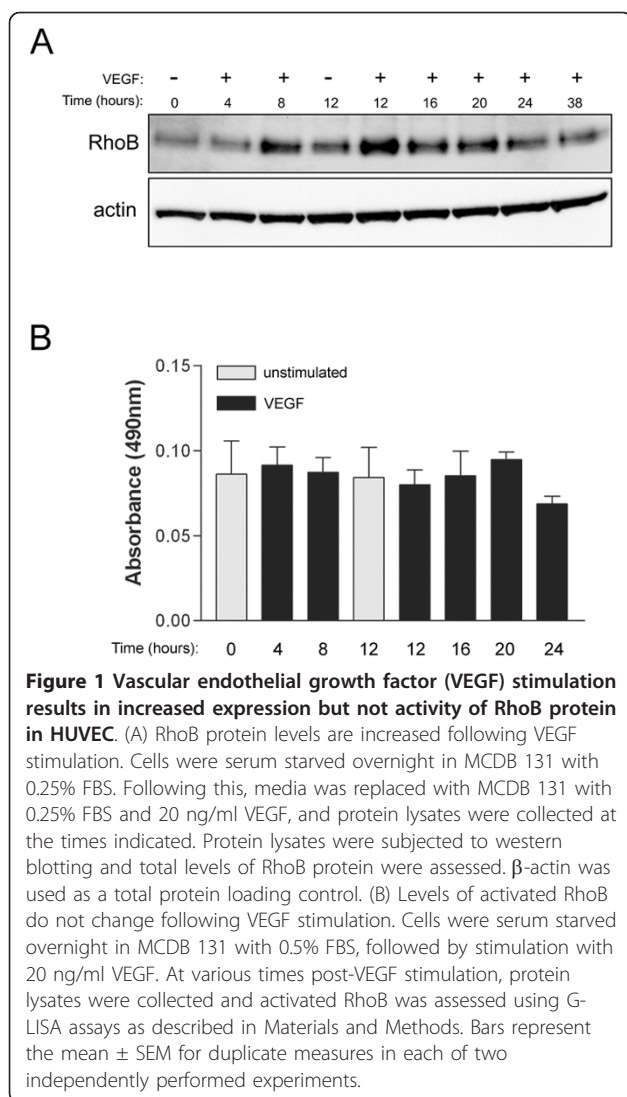 A
VEGF: - + + - + + + + +
Time (hours): 0 4 8 12 12 16 20 24 38
RhoB
actin
B
0.15
unstimulated
VEGF
Absorbance (490nm)
0.10
0.05
0.00
Time (hours): 0 4 8 12 12 16 20 24
Figure 1 Vascular endothelial growth factor (VEGF) stimulation
results in increased expression but not activity of RhoB protein
in HUVEC. (A) RhoB protein levels are increased following VEGF
stimulation. Cells were serum starved overnight in MCDB 131 with
0.25% FBS. Following this, media was replaced with MCDB 131 with
0.25% FBS and 20 ng/ml VEGF, and protein lysates were collected at
the times indicated. Protein lysates were subjected to western
blotting and total levels of RhoB protein were assessed. β-actin was
used as a total protein loading control. (B) Levels of activated RhoB
do not change following VEGF stimulation. Cells were serum starved
overnight in MCDB 131 with 0.5% FBS, followed by stimulation with
20 ng/ml VEGF. At various times post-VEGF stimulation, protein
lysates were collected and activated RhoB was assessed using G-
LISA assays as described in Materials and Methods. Bars represent
the mean ± SEM for duplicate measures in each of two
independently performed experiments.